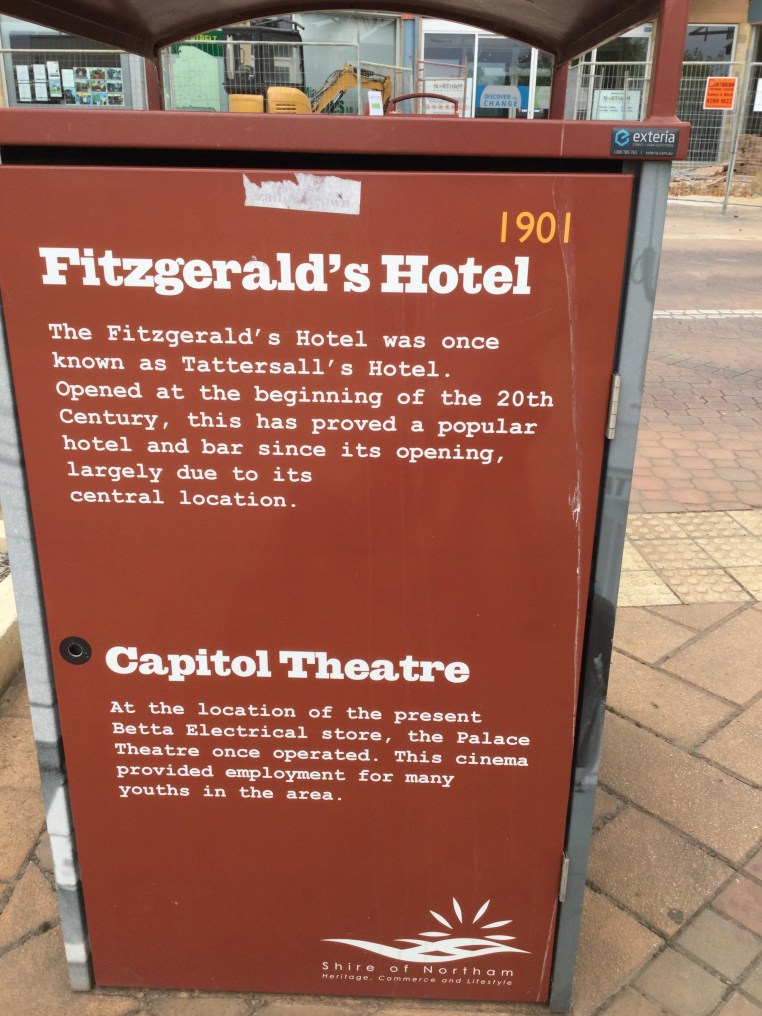 DISCOVER
CHANGE
exteria
1901
Fitzgerald's Hotel
The Fitzgerald's Hotel was once
known as Tattersall's Hotel.
Opened at the beginning of the 20th
Century, this has proved a popular
hotel and bar since its opening,
largely due to its
central location.
Capitol Theatre
At the location of the present
Betta Electrical store, the Palace
Theatre once operated. This cinema
provided employment for many
youths in the area.
Shire of Northam
Heritage, Commerce and Lifestyle